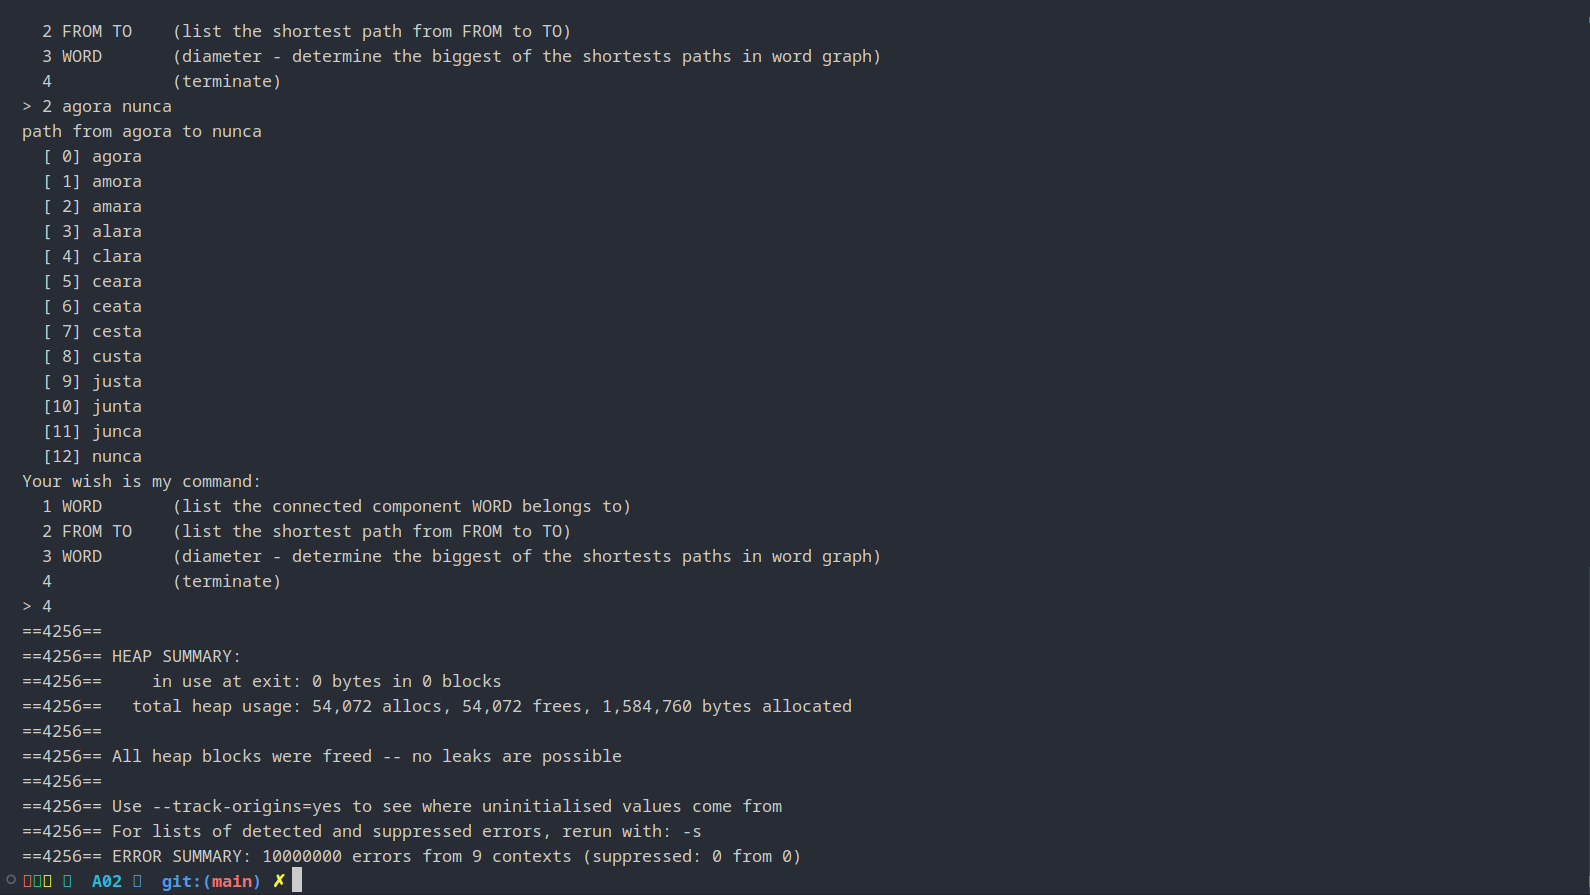 2 FROM TO    (list the shortest path from FROM to TO)
3 WORD       (diameter - determine the biggest of the shortests paths in word graph)
4            (terminate)
> 2 agora nunca
path from agora to nunca
[ 0] agora
[ 1] amora
[ 2] amara
[ 3] alara
[ 4] clara
[ 5] ceara
[ 6] ceata
[ 7] cesta
[ 8] custa
[ 9] justa
[10] junta
[11] junca
[12] nunca
Your wish is my command:
1 WORD       (list the connected component WORD belongs to)
2 FROM TO    (list the shortest path from FROM to TO)
3 WORD       (diameter - determine the biggest of the shortests paths in word graph)
4            (terminate)
> 4
==4256==
==4256== HEAP SUMMARY:
==4256==     in use at exit: 0 bytes in 0 blocks
==4256==   total heap usage: 54,072 allocs, 54,072 frees, 1,584,760 bytes allocated
==4256==
==4256== All heap blocks were freed -- no leaks are possible
==4256==
==4256== Use --track-origins=yes to see where uninitialised values come from
==4256== For lists of detected and suppressed errors, rerun with: -s
==4256== ERROR SUMMARY: 10000000 errors from 9 contexts (suppressed: 0 from 0)
A02 git:(main) ✗